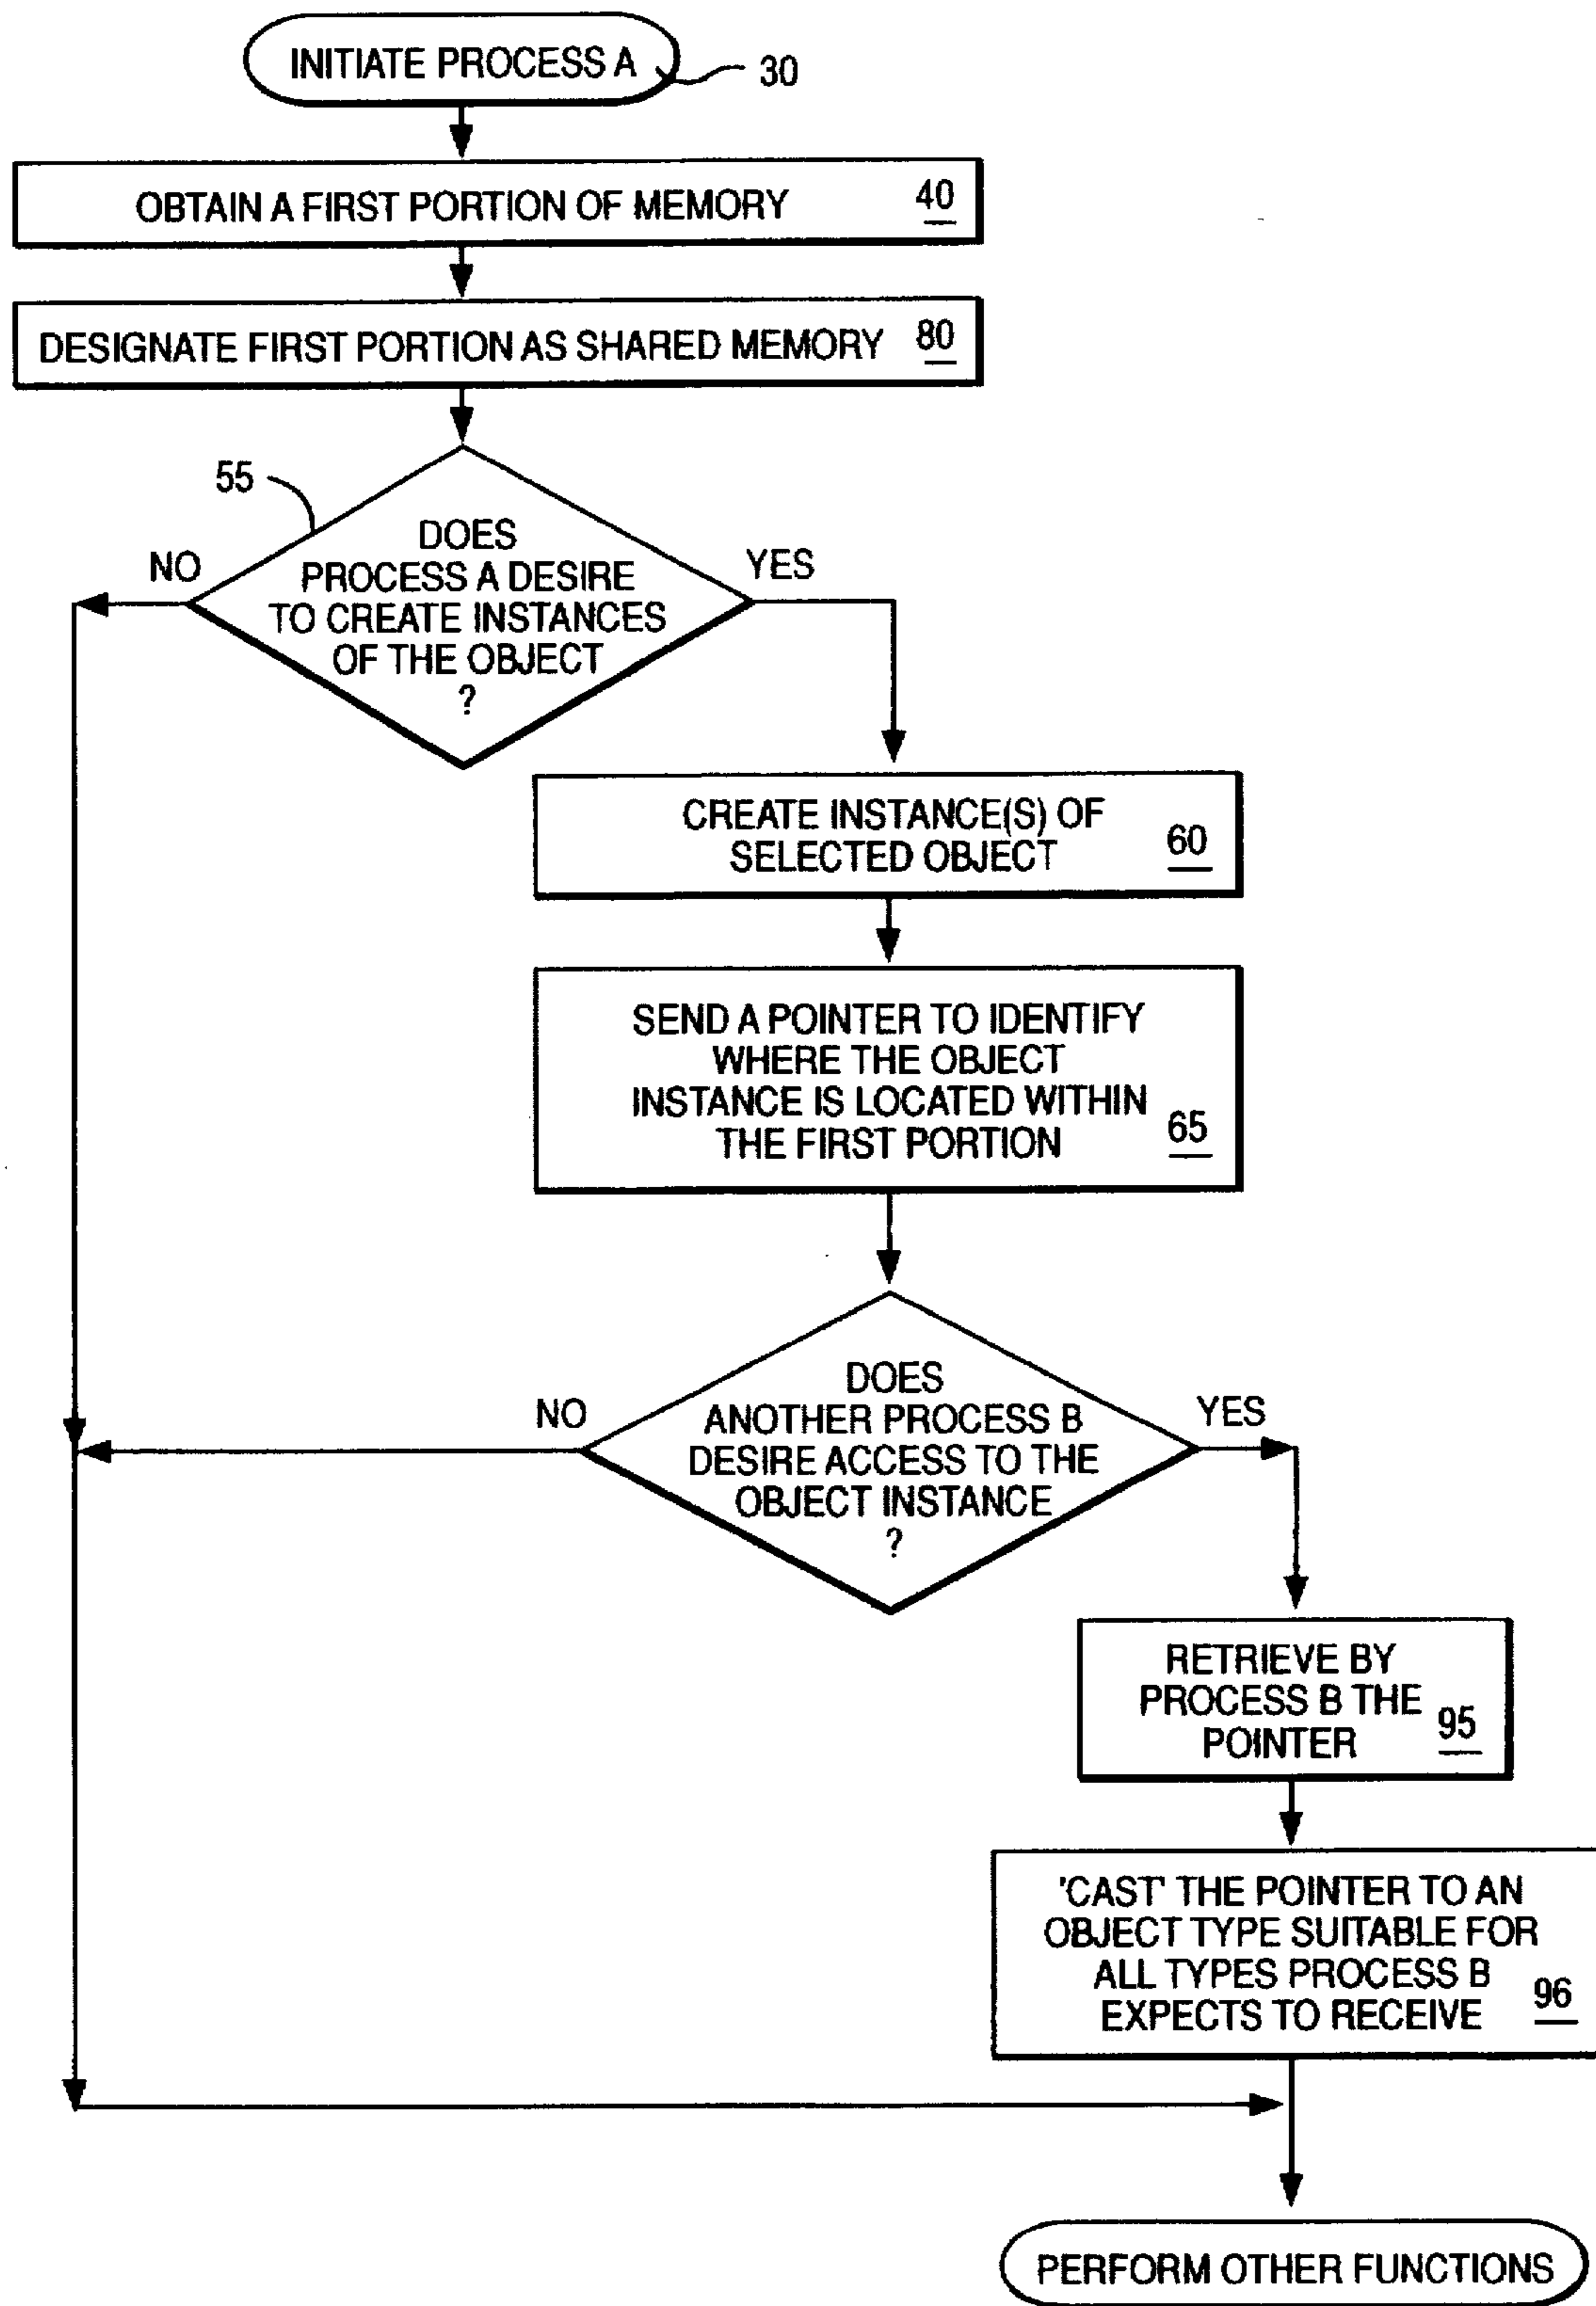 INITIATE PROCESS A
30
OBTAIN A FIRST PORTION OF MEMORY
40
DESIGNATE FIRST PORTION AS SHARED MEMORY
80
55
NO
DOES
PROCESS A DESIRE
TO CREATE INSTANCES
OF THE OBJECT
?
YES
CREATE INSTANCE(S) OF
SELECTED OBJECT
60
SEND A POINTER TO IDENTIFY
WHERE THE OBJECT
INSTANCE IS LOCATED WITHIN
THE FIRST PORTION
65
NO
DOES
ANOTHER PROCESS B
DESIRE ACCESS TO THE
OBJECT INSTANCE
?
YES
RETRIEVE BY
PROCESS B THE
POINTER
95
'CAST' THE POINTER TO AN
OBJECT TYPE SUITABLE FOR
ALL TYPES PROCESS B
EXPECTS TO RECEIVE
96
PERFORM OTHER FUNCTIONS